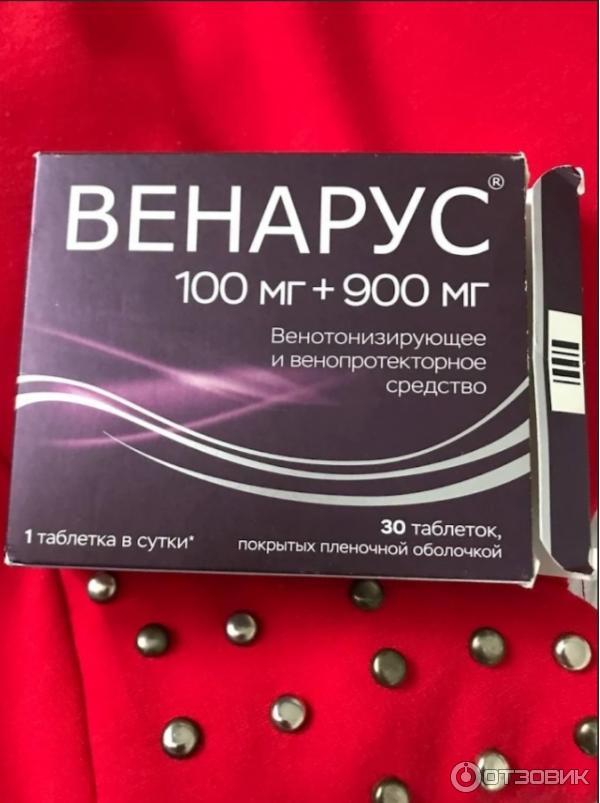 ВЕНАРУС®
100 мг + 900 мг
Венотонизирующее
и венопротекторное
средство
1 таблетка в сутки*
30 таблеток,
покрытых пленочной оболочкой
ОТЗОВИК